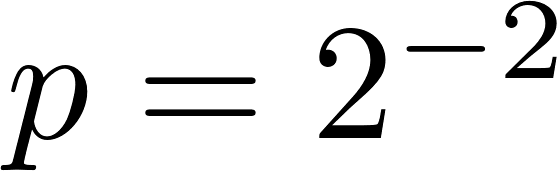 p = 2^{-2}